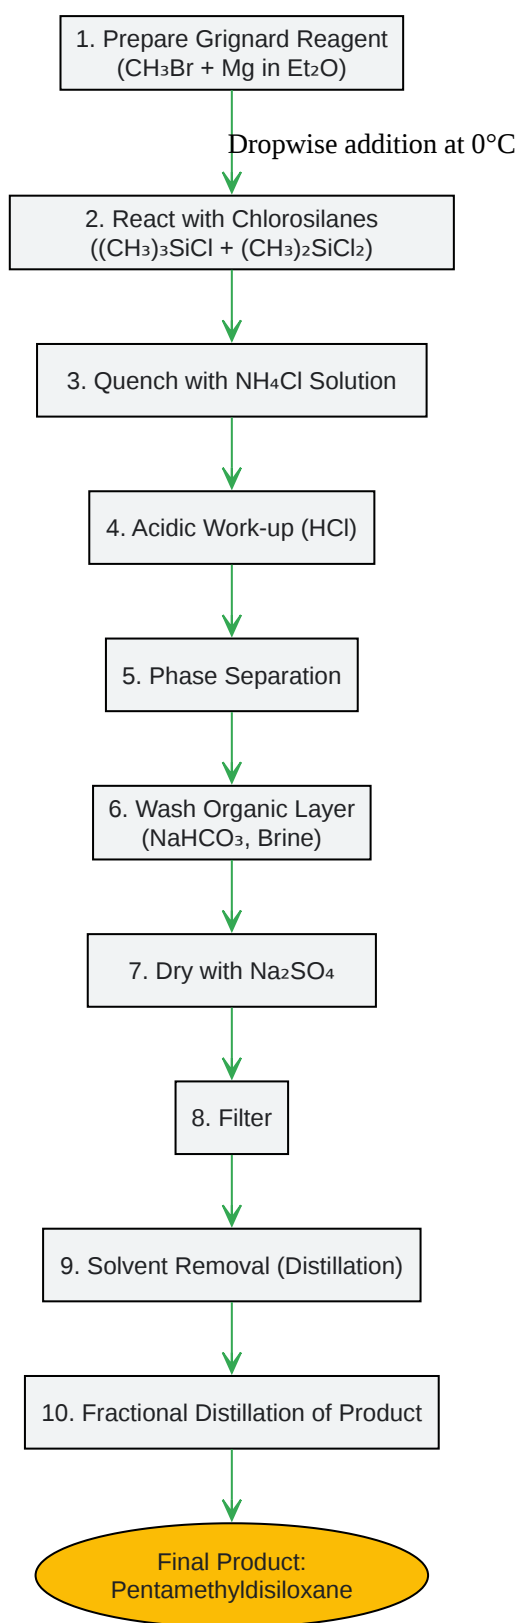 1. Prepare Grignard Reagent
(CH₃Br + Mg in Et₂O)
Dropwise addition at 0°C
2. React with Chlorosilanes
((CH₃)₃SiCl + (CH₃)₂SiCl₂)
3. Quench with NH₄Cl Solution
4. Acidic Work-up (HCl)
5. Phase Separation
6. Wash Organic Layer
(NaHCO₃, Brine)
7. Dry with Na₂SO₄
8. Filter
9. Solvent Removal (Distillation)
10. Fractional Distillation of Product
Final Product:
Pentamethyldisiloxane